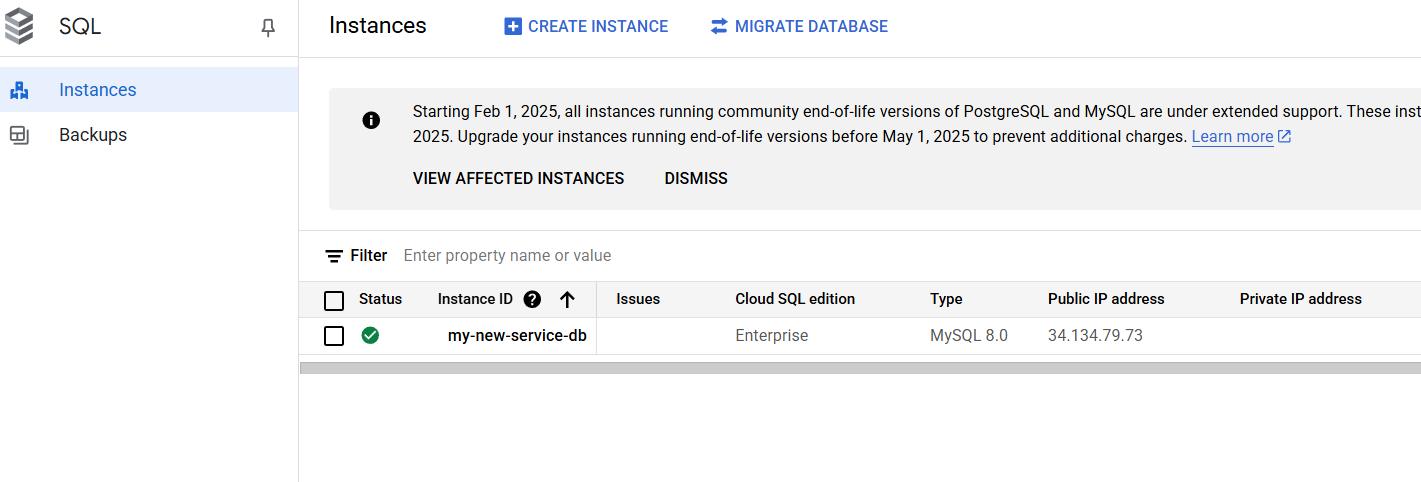 SQL
Instances
CREATE INSTANCE
MIGRATE DATABASE
Instances
Backups
Starting Feb 1, 2025, all instances running community end-of-life versions of PostgreSQL and MySQL are under extended support. These inst
2025. Upgrade your instances running end-of-life versions before May 1, 2025 to prevent additional charges. Learn more
VIEW AFFECTED INSTANCES DISMISS
Filter Enter property name or value
Status Instance ID ? Issues Cloud SQL edition Type Public IP address Private IP address
my-new-service-db Enterprise MySQL 8.0 34.134.79.73